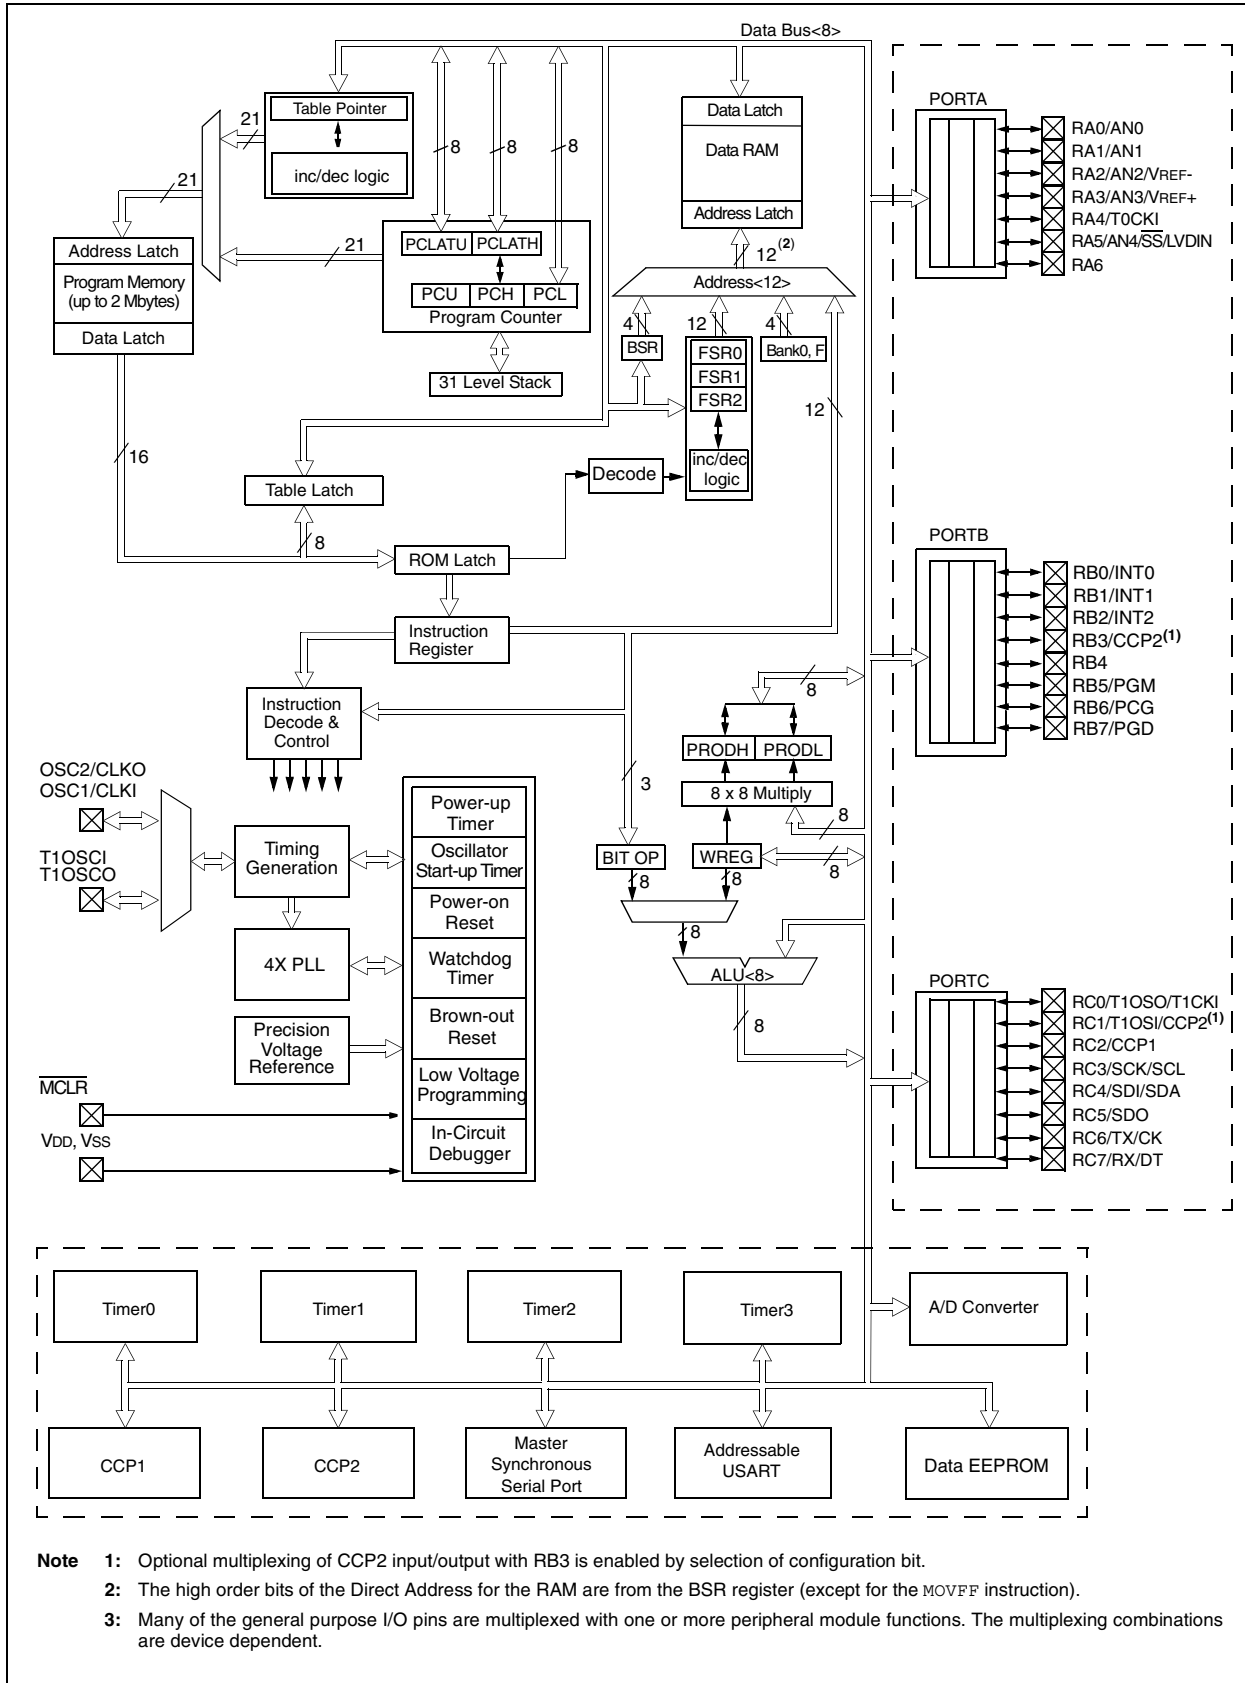 Data Bus<8>
PORTA
Table Pointer
Data Latch
21
RA0/AN0
8
8
8
Data RAM
RA1/AN1
inc/dec logic
RA2/AN2/VREF-
21
RA3/AN3/VREF+
Address Latch
RA4/T0CKI
PCLATU
PCLATH
21
12(2)
RA5/AN4/SS/LVDIN
Address Latch
RA6
Program Memory
(up to 2 Mbytes)
Address<12>
PCU
PCH
PCL
Program Counter
4
12
4
Data Latch
BSR
FSR0
Bank0, F
FSR1
31 Level Stack
FSR2
12
16
inc/dec
logic
Decode
Table Latch
8
PORTB
ROM Latch
RB0/INT0
RB1/INT1
RB2/INT2
Instruction
Register
RB3/CCP2(1)
RB4
8
RB5/PGM
Instruction
Decode &
Control
RB6/PCG
RB7/PGD
PRODH
PRODL
OSC2/CLKO
OSC1/CLKI
3
8 x 8 Multiply
Power-up
Timer
8
Timing
Generation
T1OSCI
T1OSCO
Oscillator
Start-up Timer
BIT OP
WREG
8
8
8
Power-on
Reset
8
4X PLL
Watchdog
Timer
ALU<8>
PORTC
RC0/T1OSO/T1CKI
Precision
Voltage
Reference
Brown-out
Reset
8
RC1/T1OSI/CCP2(1)
RC2/CCP1
MCLR
Low Voltage
Programming
RC3/SCK/SCL
RC4/SDI/SDA
RC5/SDO
VDD, VSS
In-Circuit
Debugger
RC6/TX/CK
RC7/RX/DT
Timer0
Timer1
Timer2
Timer3
A/D Converter
CCP1
CCP2
Master
Synchronous
Serial Port
Addressable
USART
Data EEPROM
Note 1: Optional multiplexing of CCP2 input/output with RB3 is enabled by selection of configuration bit.
2: The high order bits of the Direct Address for the RAM are from the BSR register (except for the MOVFF instruction).
3: Many of the general purpose I/O pins are multiplexed with one or more peripheral module functions. The multiplexing combinations
are device dependent.